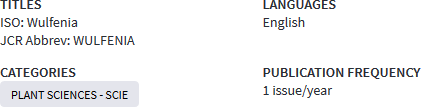 TITLES
ISO: Wulfenia
JCR Abbrev: WULFENIA
LANGUAGES
English
CATEGORIES
PLANT SCIENCES - SCIE
PUBLICATION FREQUENCY
1 issue/year